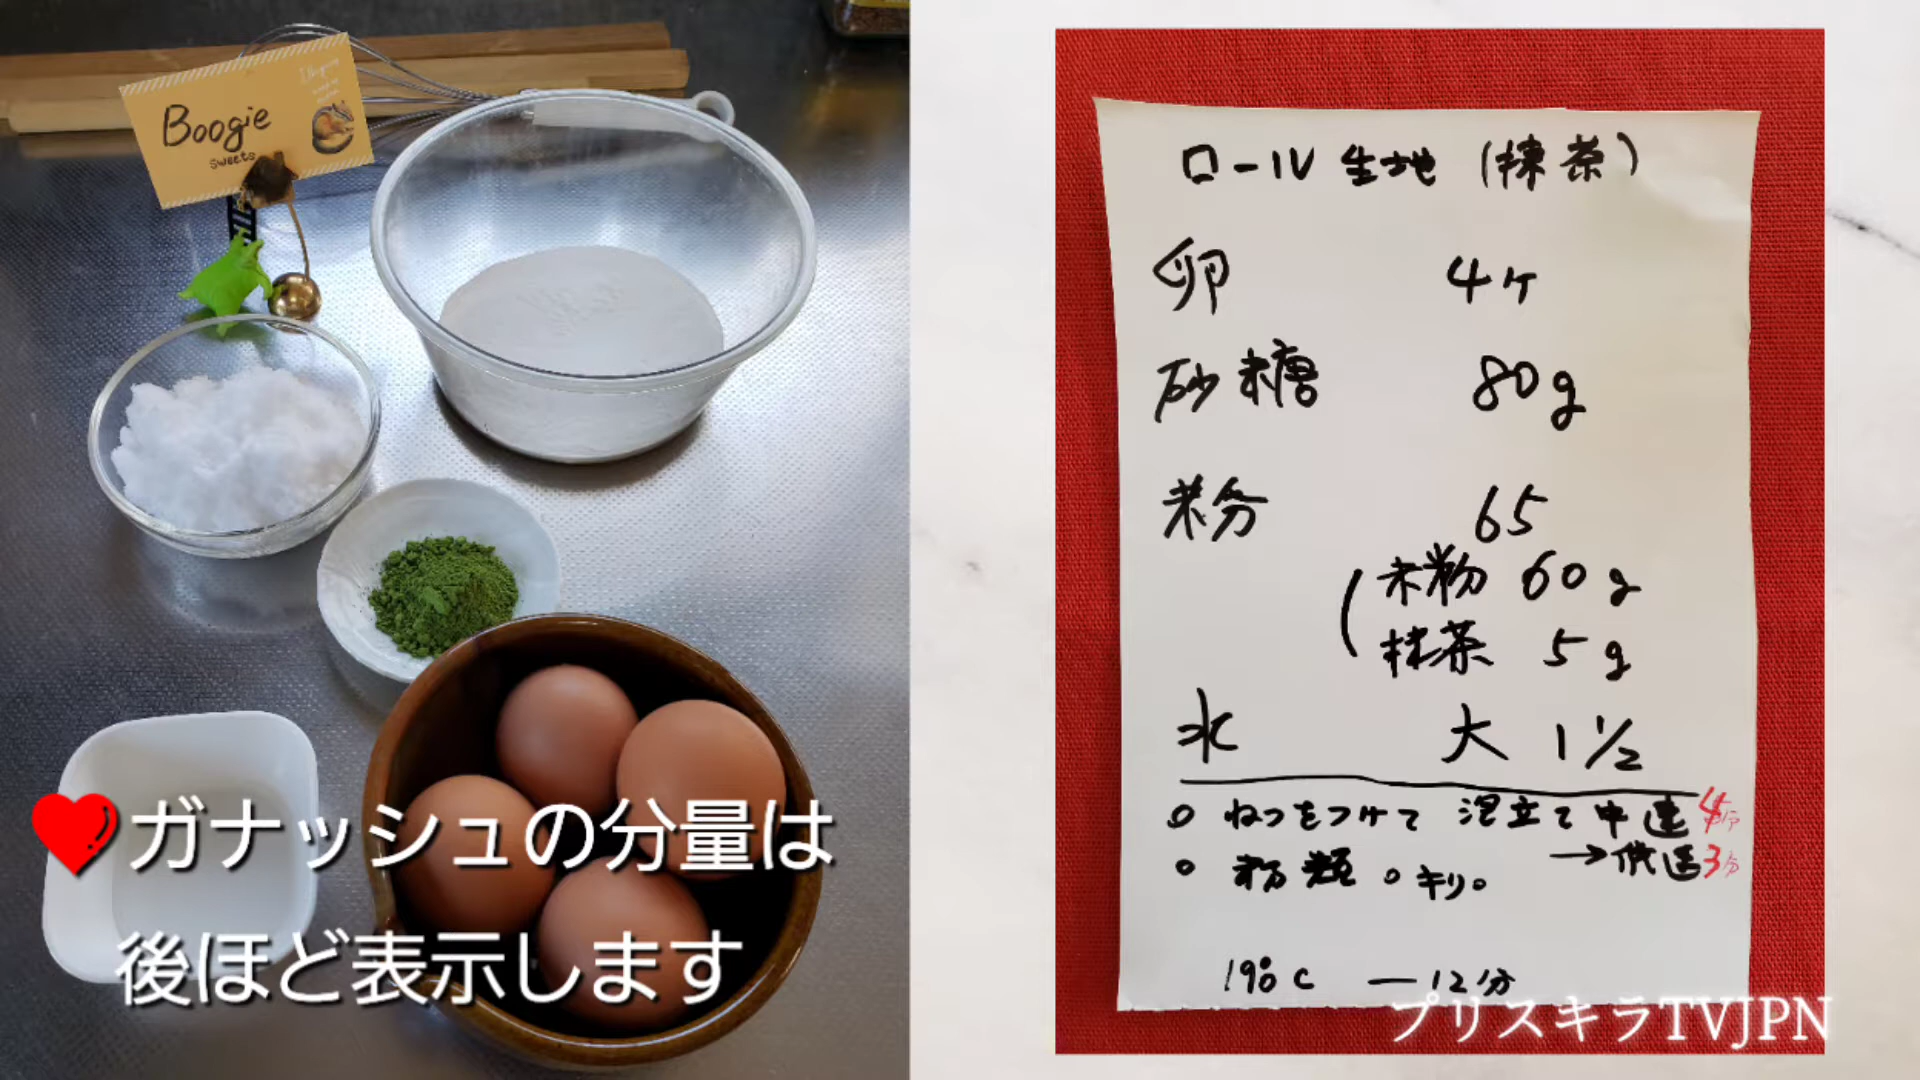 Boogie
sweets
ガナッシュの分量は
後ほど表示します
ロール生地(抹茶)
卵 4ケ
砂糖 80g
粉 65
(米粉 60g
抹茶 5g
水 大 1 1/2
○ ねつをつけて 泡立て 中速 4分
→低速 3分
○ 粉類 ○ キリ○
190℃ — 12分
プリスキラTVJPN